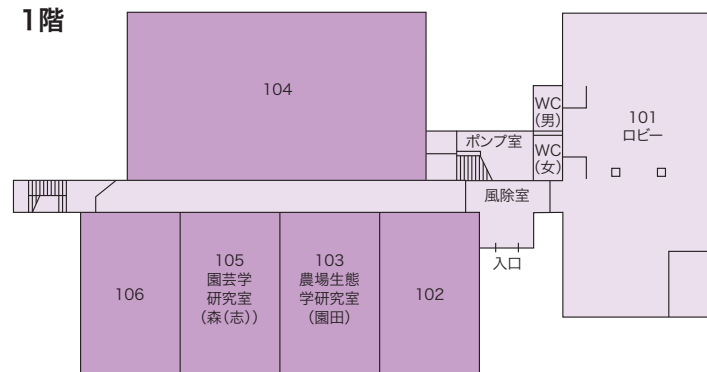 1階
104
WC
(男)
ポンプ室
WC
(女)
101
ロビー
風除室
入口
106
105
園芸学
研究室
(森(志))
103
農場生態
学研究室
(園田)
102